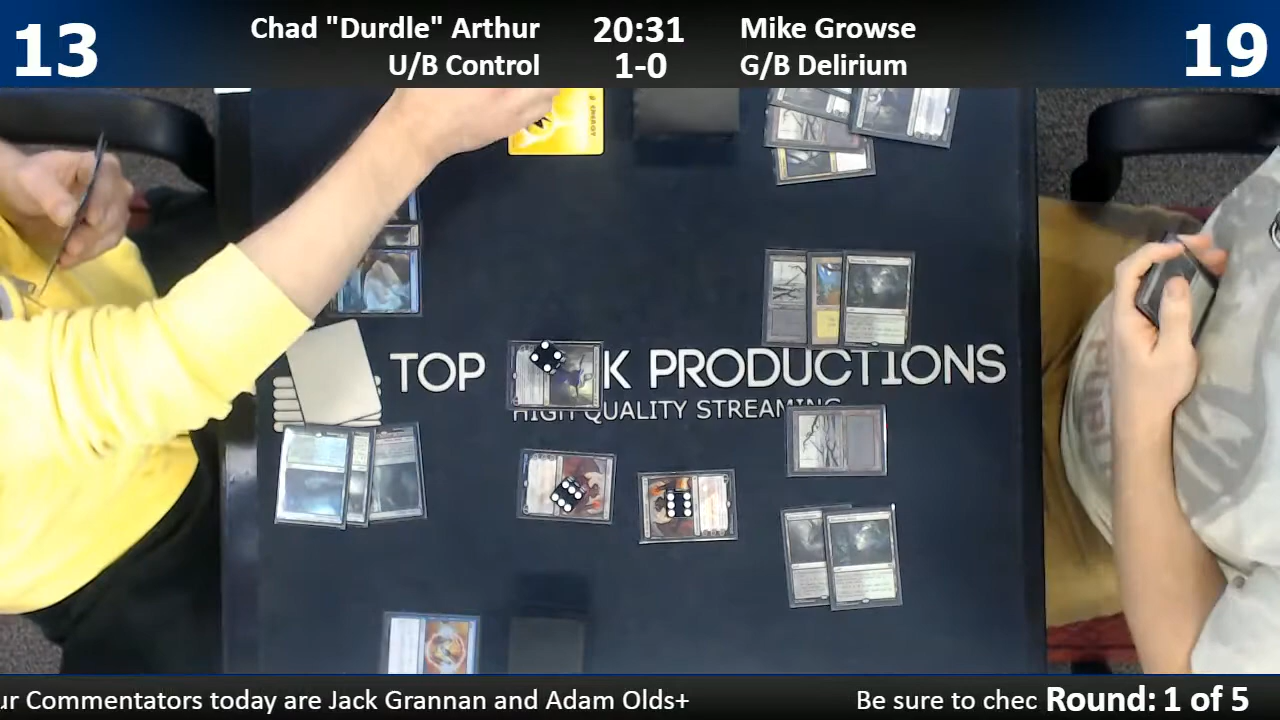 13
Chad "Durdle" Arthur
U/B Control
20:31
1-0
Mike Growse
G/B Delirium
19
ENERGY
TOP K PRODUCTIONS
HIGH QUALITY STREAMING
ur Commentators today are Jack Grannan and Adam Olds+
Be sure to chec
Round: 1 of 5